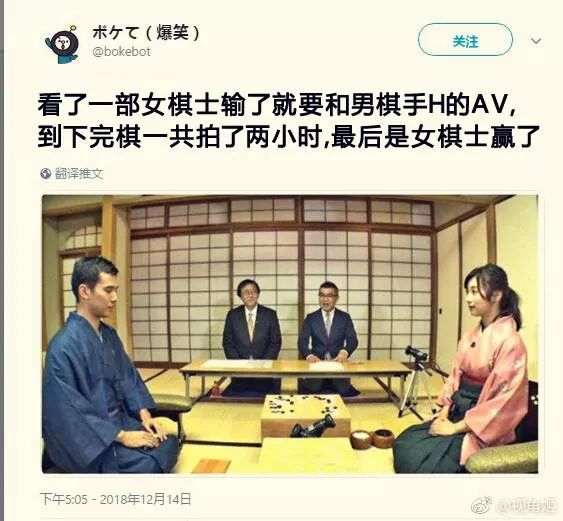 ボケて（爆笑）
@bokebot
关注
看了一部女棋士输了就要和男棋手H的AV,
到下完棋一共拍了两小时,最后是女棋士赢了
翻译推文
下午5:05 - 2018年12月14日
@视角姬